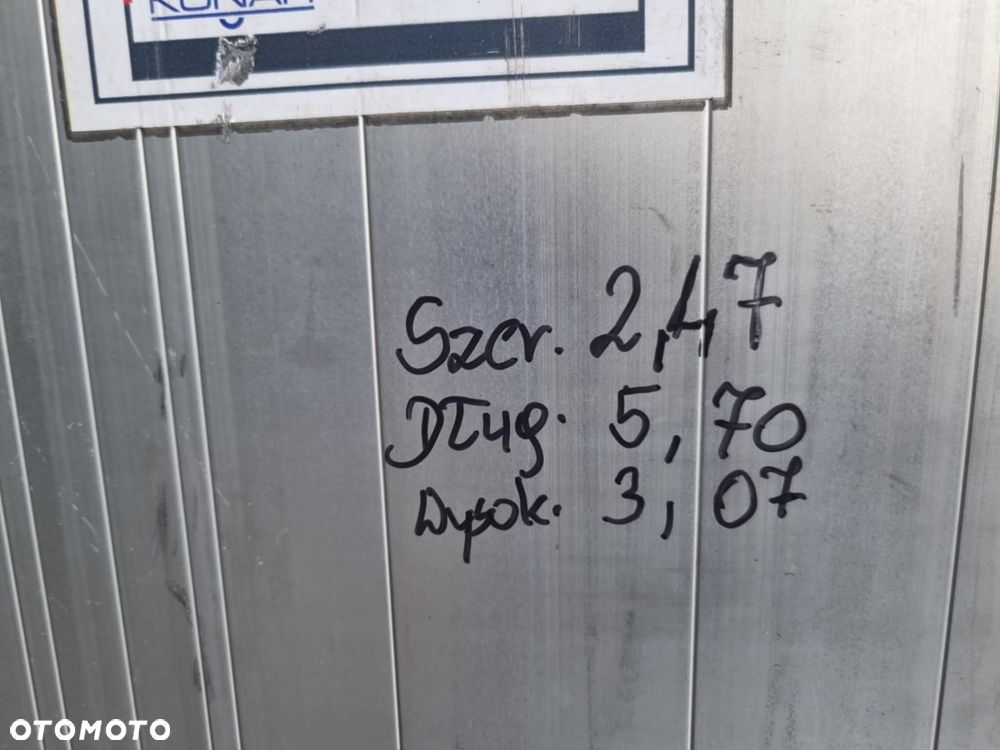 Szer. 2,47
Dług. 5,70
Wysok. 3,07
OTOMOTO